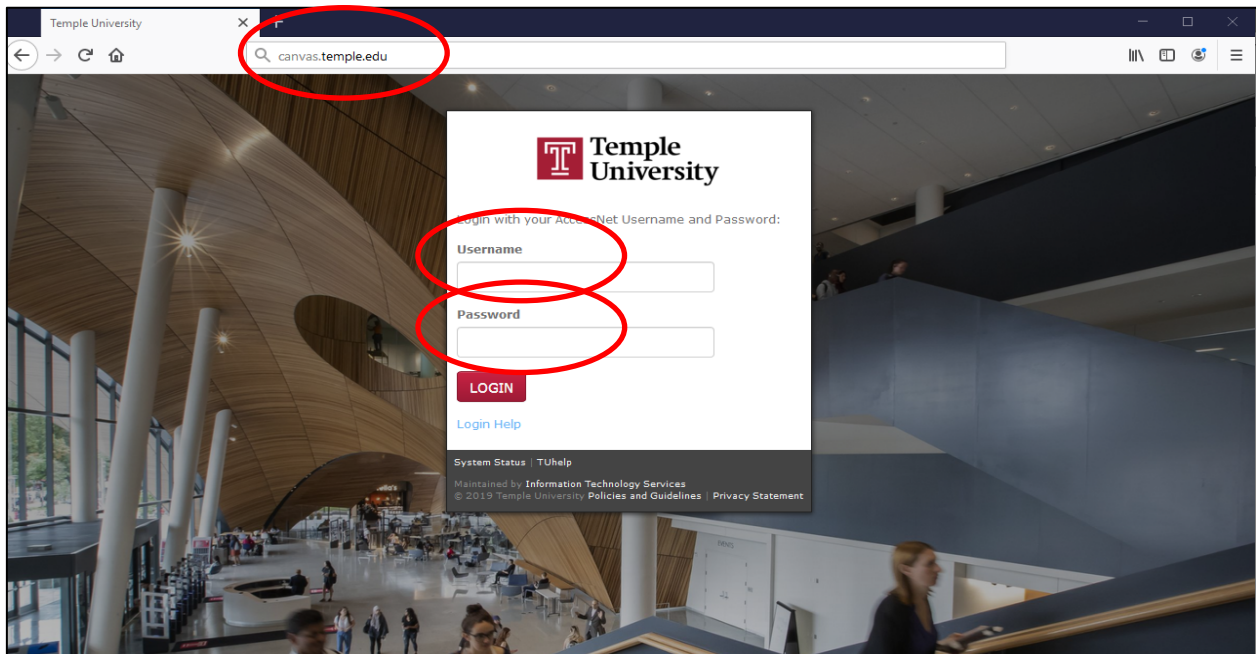 Temple University
canvas.temple.edu
Temple
University
Login with your AccessNet Username and Password:
Username
Password
LOGIN
Login Help
System Status | TUhelp
Maintained by Information Technology Services
© 2019 Temple University Policies and Guidelines | Privacy Statement